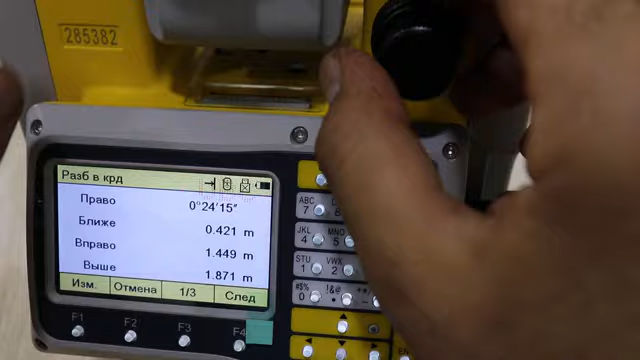 285382
Разб в крд
Право 0°24'15"
Ближе 0.421 m
Вправо 1.449 m
Выше 1.871 m
Изм. Отмена 1/3 След
F1 F2 F3 F4
ABC
7 8
JKL MNO
4 5
STU VWX
1 2
#$% !&@
0 . -